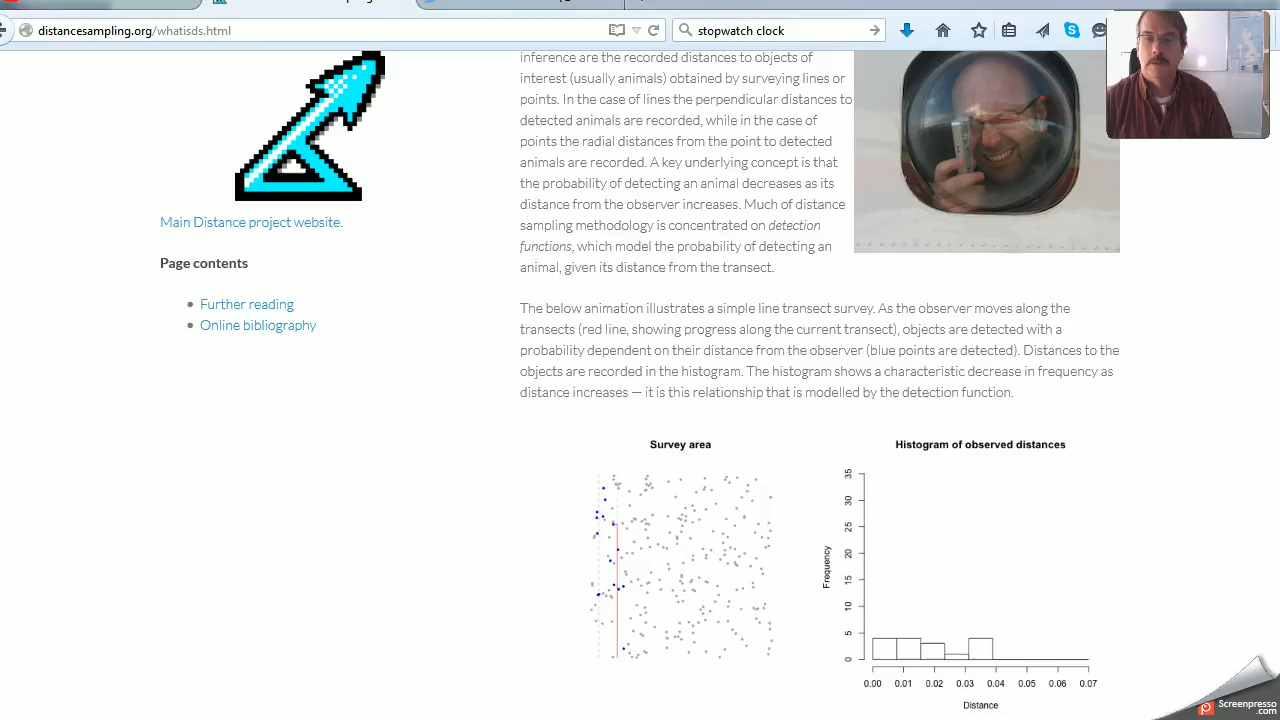 distancesampling.org/whatisds.html
stopwatch clock
inference are the recorded distances to objects of
interest (usually animals) obtained by surveying lines or
points. In the case of lines the perpendicular distances to
detected animals are recorded, while in the case of
points the radial distances from the point to detected
animals are recorded. A key underlying concept is that
the probability of detecting an animal decreases as its
distance from the observer increases. Much of distance
sampling methodology is concentrated on detection
functions, which model the probability of detecting an
animal, given its distance from the transect.
Main Distance project website.
Page contents
Further reading
Online bibliography
The below animation illustrates a simple line transect survey. As the observer moves along the
transects (red line, showing progress along the current transect), objects are detected with a
probability dependent on their distance from the observer (blue points are detected). Distances to the
objects are recorded in the histogram. The histogram shows a characteristic decrease in frequency as
distance increases — it is this relationship that is modelled by the detection function.
Survey area
Histogram of observed distances
Frequency
35
30
25
20
15
10
5
0
0.00 0.01 0.02 0.03 0.04 0.05 0.06 0.07
Distance
Screenpresso
.com